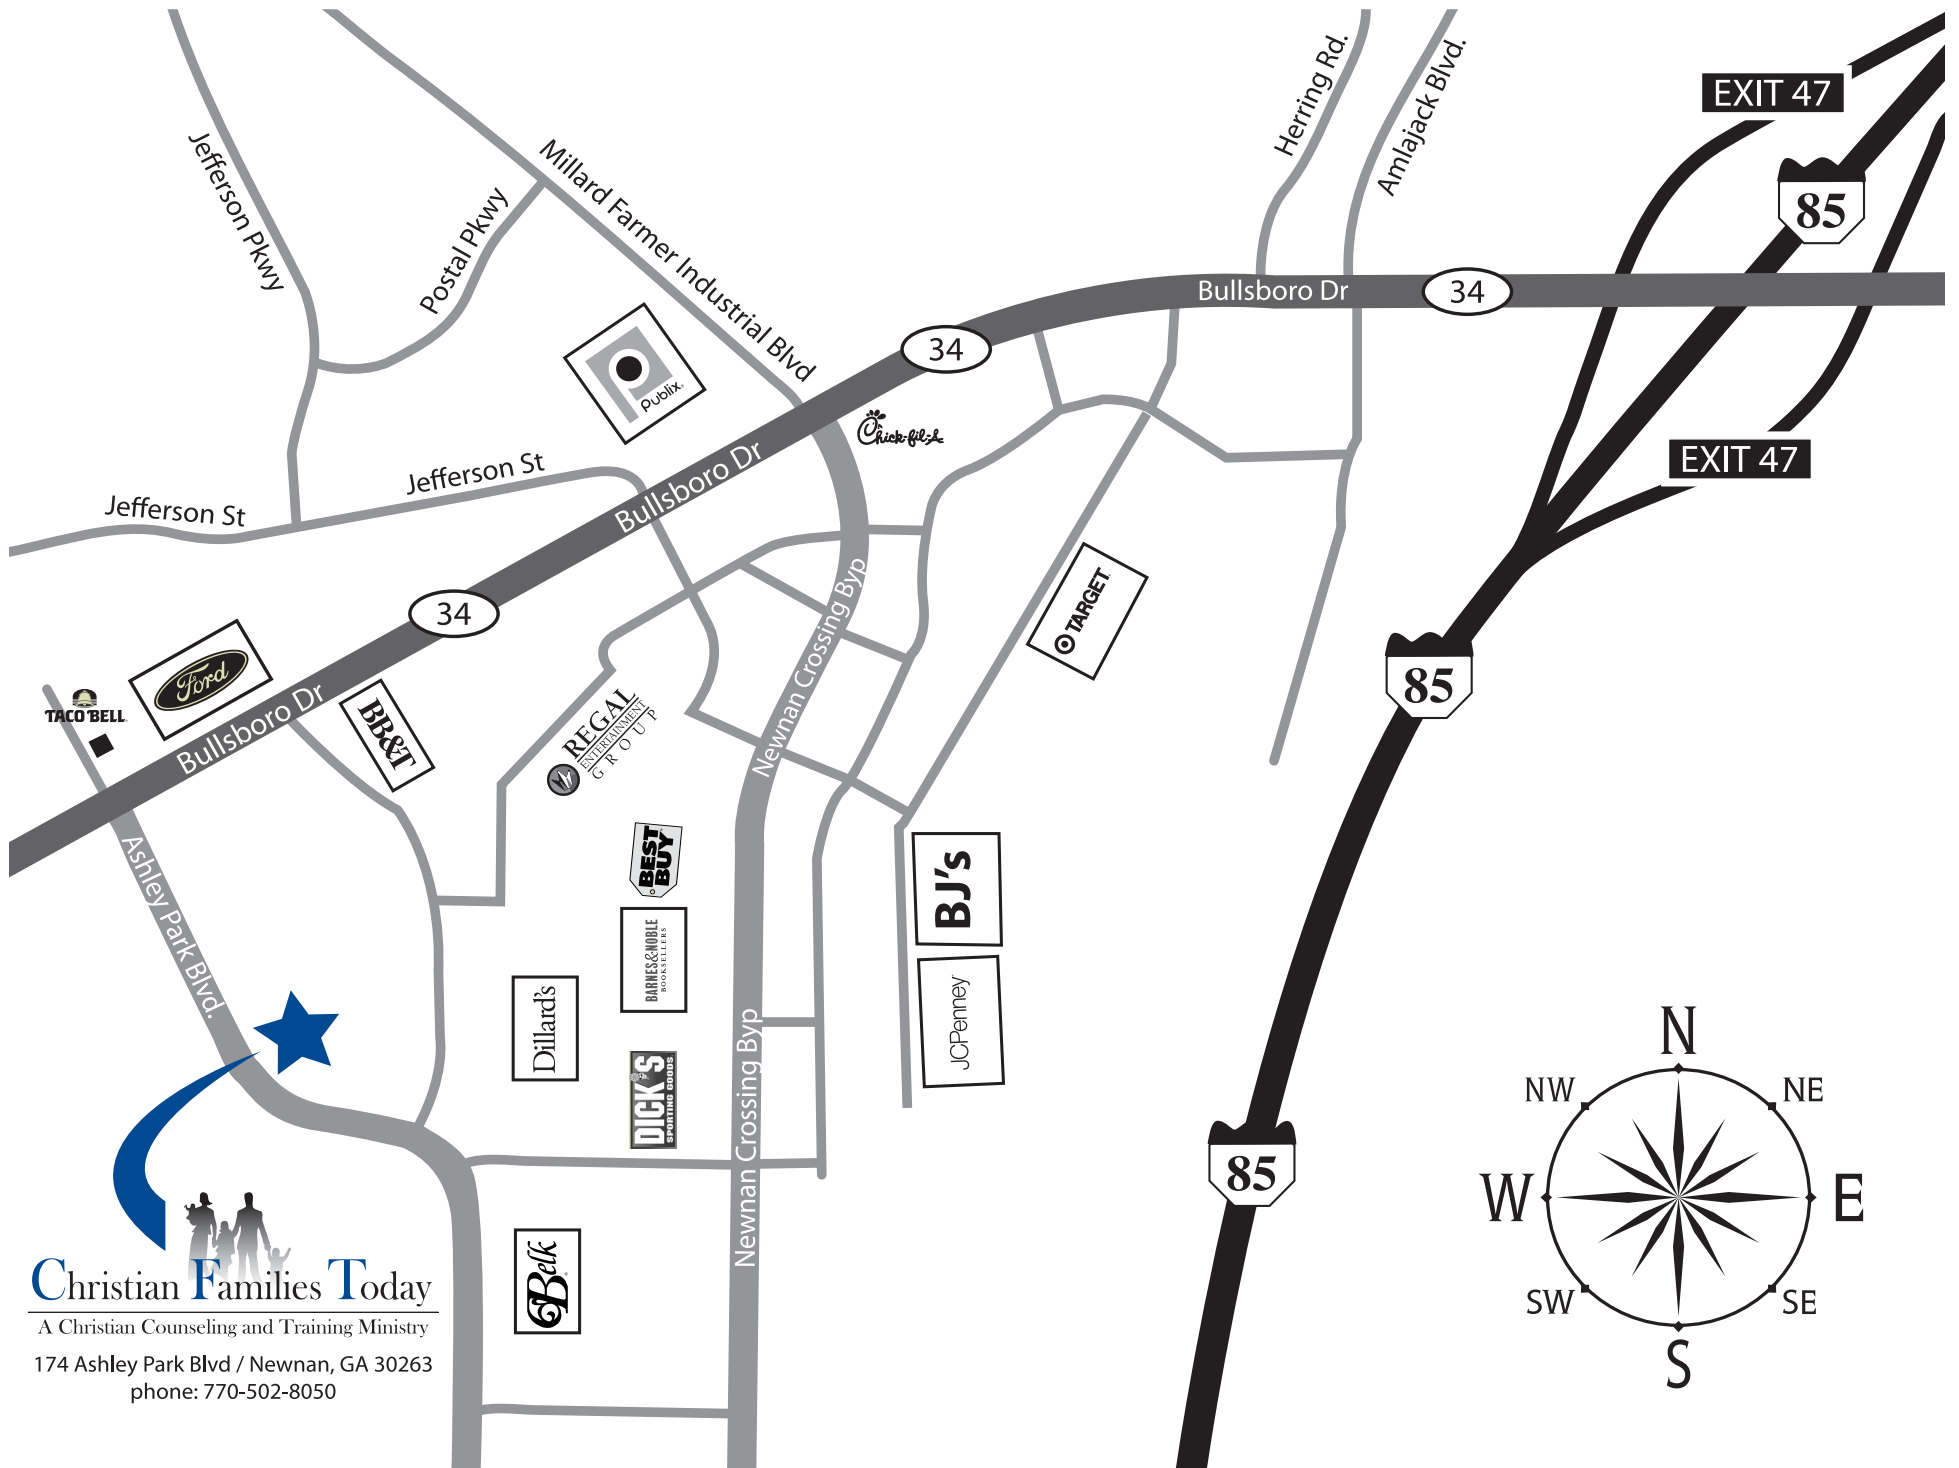 Herring Rd.
Amlajack Blvd.
EXIT 47
Jefferson Pkwy
Millard Farmer Industrial Blvd
Postal Pkwy
85
Bullsboro Dr
34
34
Publix
Chick-fil-A
EXIT 47
Jefferson St
Jefferson St
Bullsboro Dr
34
TARGET
Newnan Crossing Byp
Ford
TACO BELL
Bullsboro Dr
BB&T
REGAL
ENTERTAINMENT
GROUP
85
BEST
BUY
BJ's
Ashley Park Blvd.
BARNES&NOBLE
BOOKSELLERS
Dillard's
JCPenney
DICK'S
SPORTING GOODS
Newnan Crossing Byp
85
Belk
N
NW
NE
W
E
SW
SE
S
Christian Families Today
A Christian Counseling and Training Ministry
174 Ashley Park Blvd / Newnan, GA 30263
phone: 770-502-8050